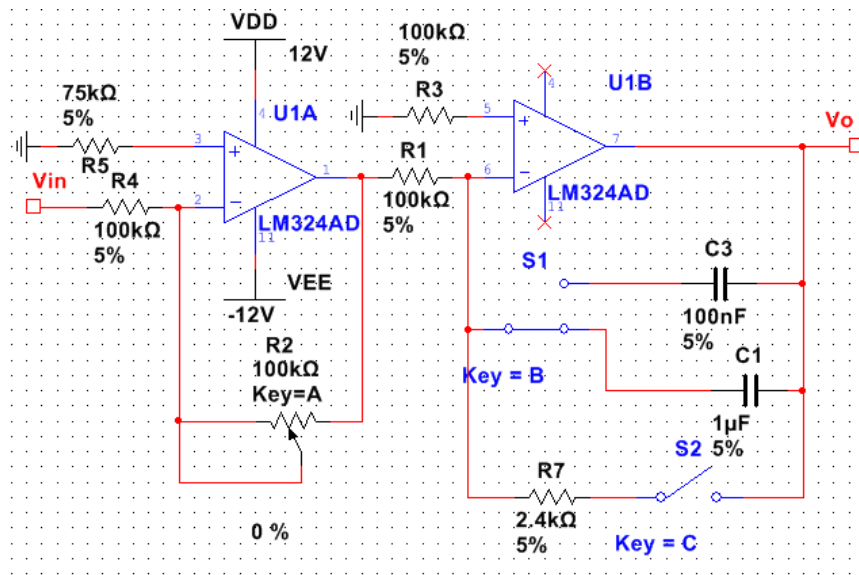 VDD
12V
100kΩ
5%
R3
U1B
75kΩ
5%
R5
4
U1A
3
+
5
+
4
7
Vo
R1
1
6
−
Vin
R4
2
−
100kΩ
5%
LM324AD
11
100kΩ
5%
LM324AD
11
VEE
-12V
S1
C3
100nF
5%
R2
100kΩ
Key=A
Key = B
C1
1µF
5%
S2
R7
2.4kΩ
5%
0 %
Key = C